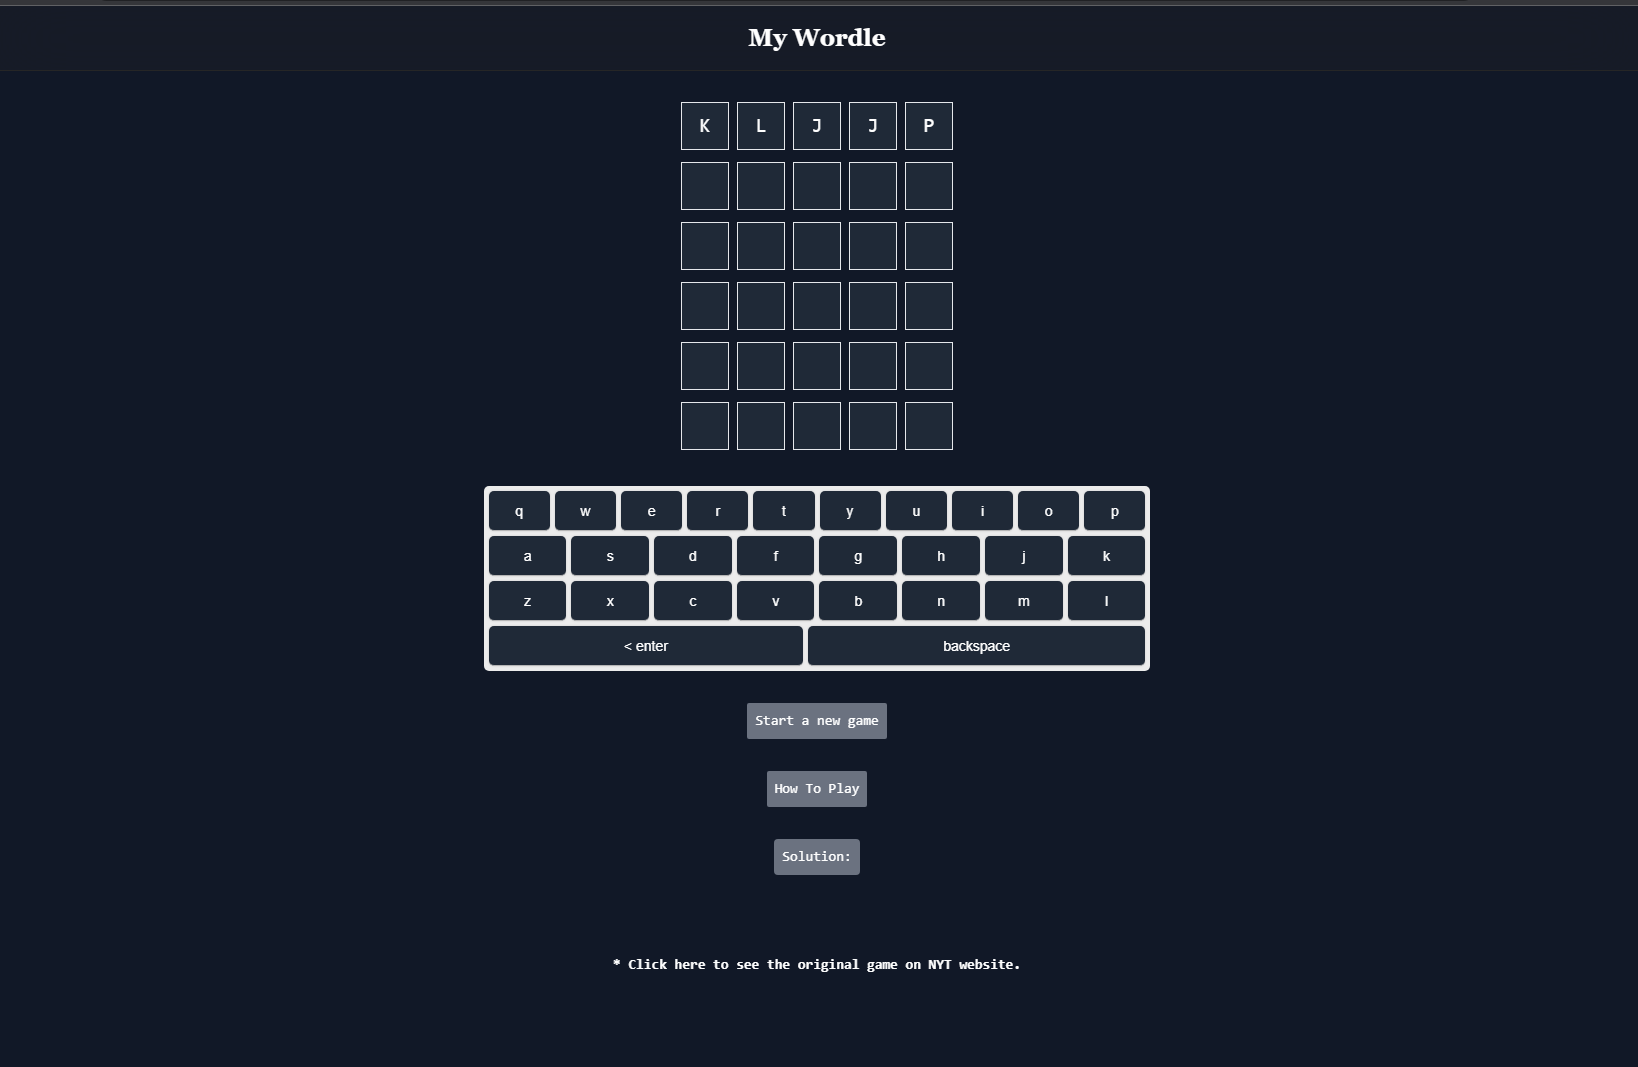 My Wordle
K L J J P
q w e r t y u i o p
a s d f g h j k
z x c v b n m l
< enter backspace
Start a new game
How To Play
Solution:
* Click here to see the original game on NYT website.